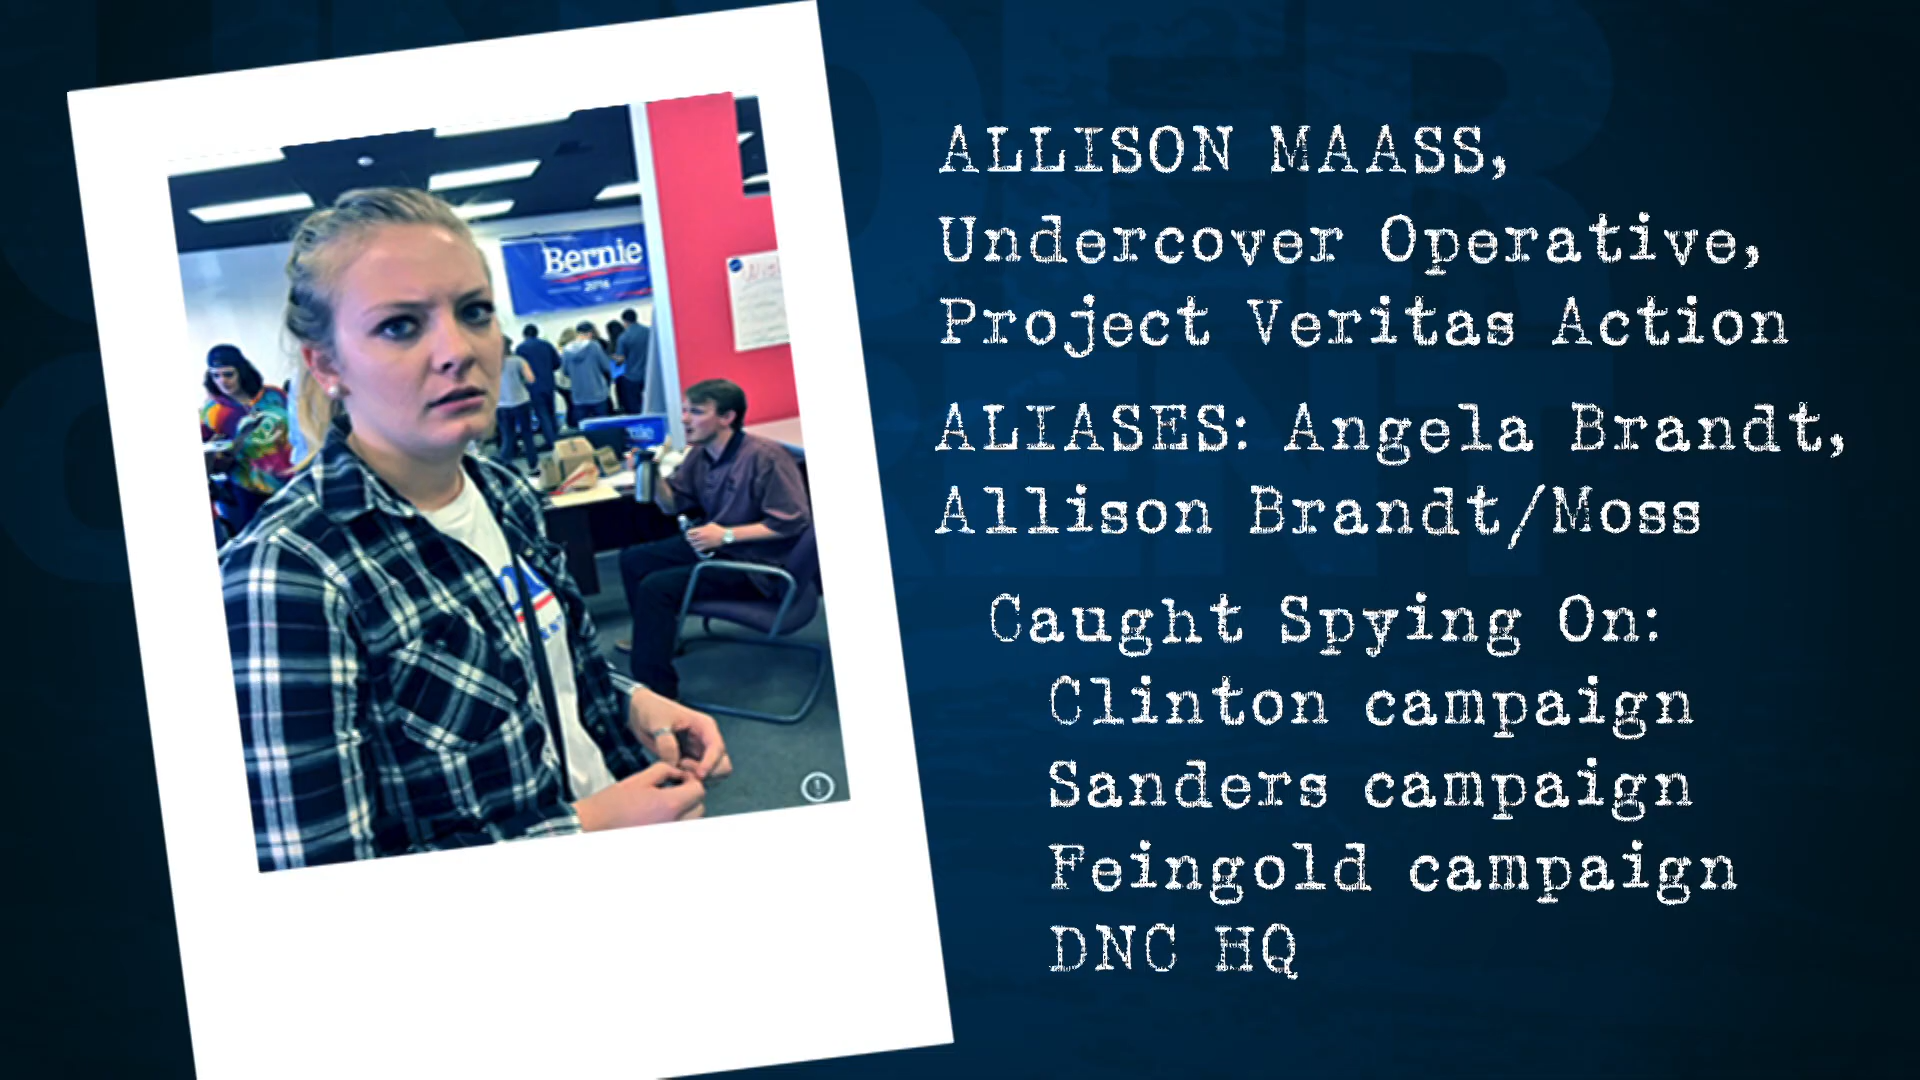 ALLISON MAASS,
Undercover Operative,
Project Veritas Action
ALIASES: Angela Brandt,
Allison Brandt/Moss
Caught Spying On:
Clinton campaign
Sanders campaign
Feingold campaign
DNC HQ
Bernie
2016